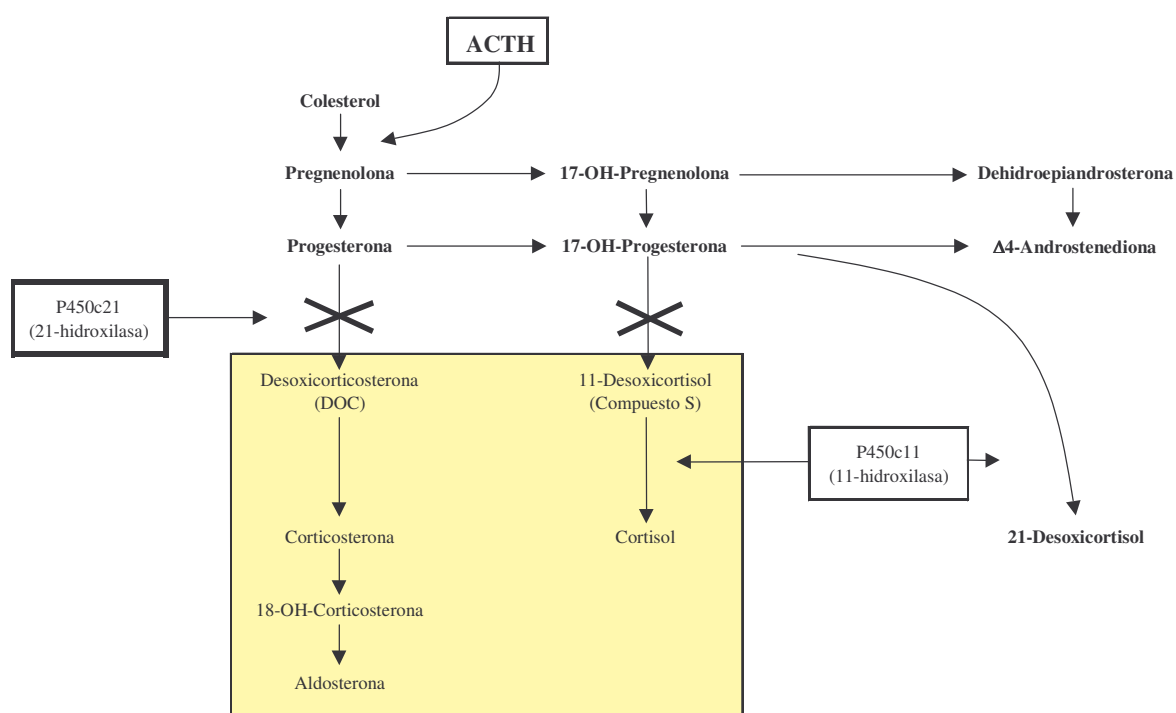 ACTH
Colesterol
Pregnenolona
17-OH-Pregnenolona
Dehidroepiandrosterona
Progesterona
17-OH-Progesterona
Δ4-Androstenediona
P450c21
(21-hidroxilasa)
Desoxicorticosterona
(DOC)
11-Desoxicortisol
(Compuesto S)
P450c11
(11-hidroxilasa)
Corticosterona
Cortisol
21-Desoxicortisol
18-OH-Corticosterona
Aldosterona